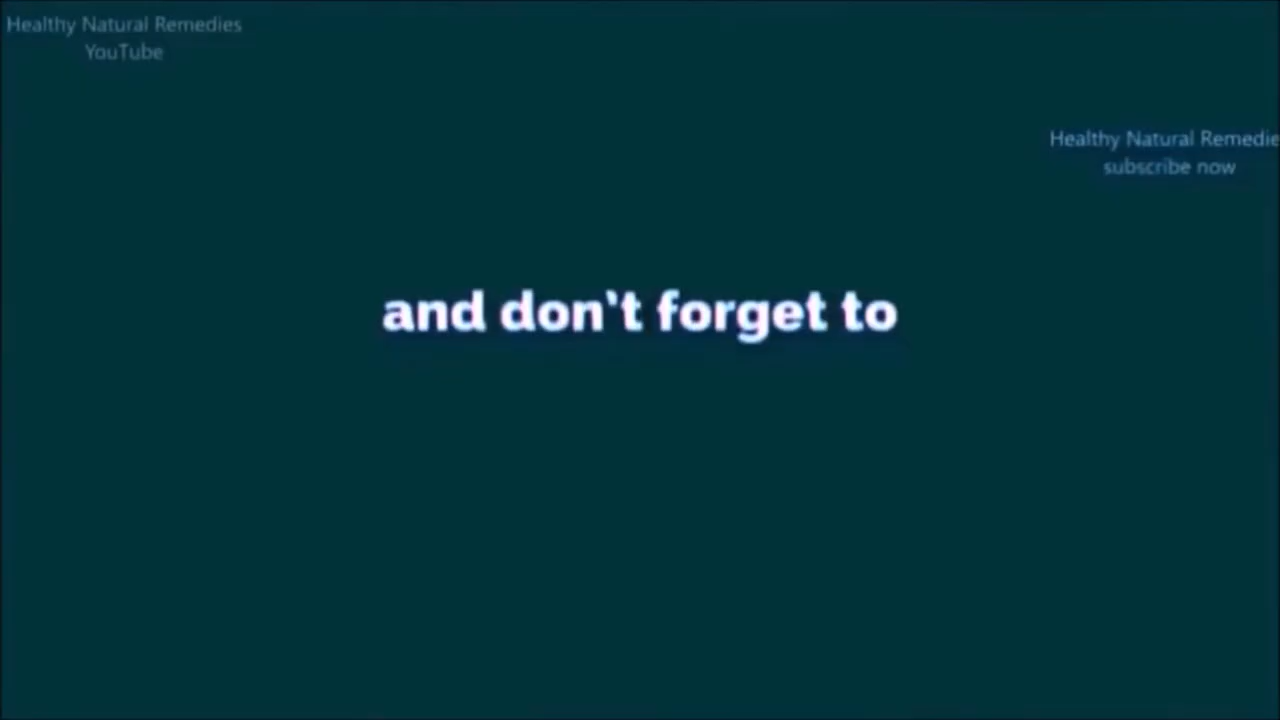 Healthy Natural Remedies
YouTube
Healthy Natural Remedie
subscribe now
and don't forget to